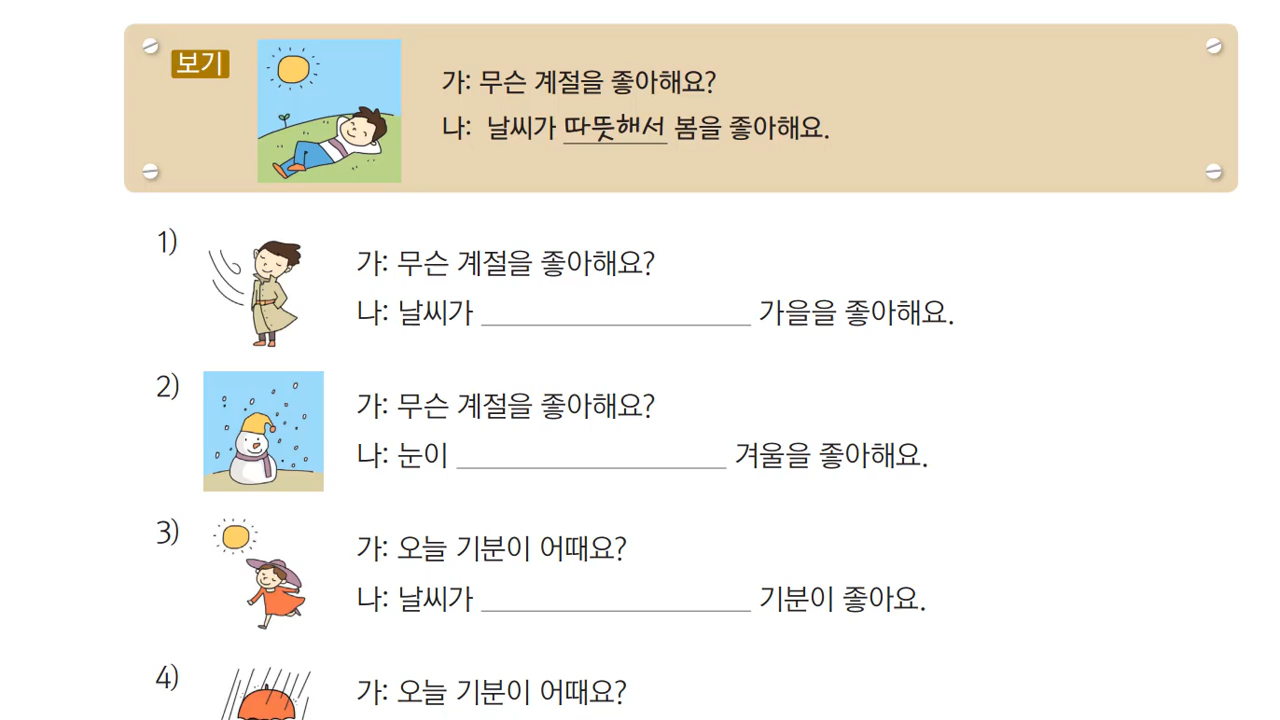 보기
가: 무슨 계절을 좋아해요?
나: 날씨가 따뜻해서 봄을 좋아해요.
1)
가: 무슨 계절을 좋아해요?
나: 날씨가 가을을 좋아해요.
2)
가: 무슨 계절을 좋아해요?
나: 눈이 겨울을 좋아해요.
3)
가: 오늘 기분이 어때요?
나: 날씨가 기분이 좋아요.
4)
가: 오늘 기분이 어때요?